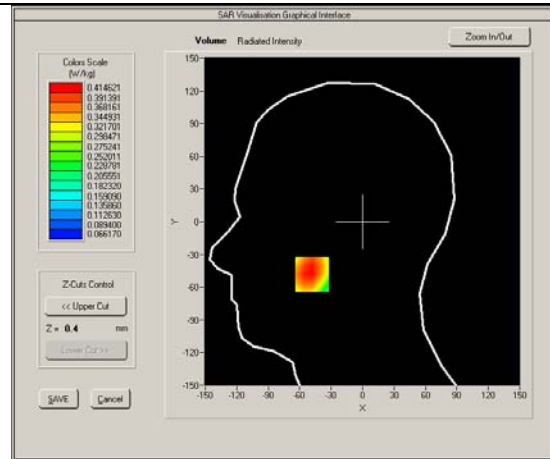 SAR Visualisation Graphical Interface
Volume Radiated Intensity
Zoom In/Out
Colors Scale
(W/kg)
0.414621
0.391391
0.368161
0.344931
0.321701
0.298471
0.275241
0.252011
0.228781
0.205551
0.182320
0.159090
0.135860
0.112630
0.089400
0.066170
Z-Cuts Control
<< Upper Cut
Z = 0.4 mm
Lower Cut >>
SAVE Cancel
150
120
90
60
30
0
-30
-60
-90
-120
-150
Y
-150 -120 -90 -60 -30 0 30 60 90 120 150
X